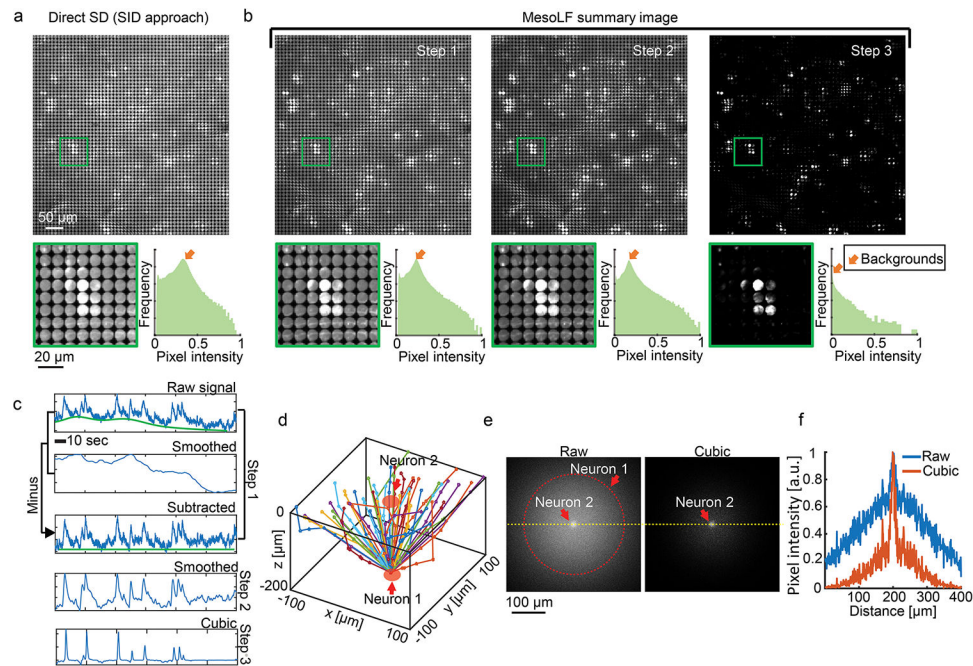 a
Direct SD (SID approach)
50 μm
20 μm
Frequency
0
0.5
1
Pixel intensity
b
MesoLF summary image
Step 1
Step 2
Step 3
Frequency
0
0.5
1
Pixel intensity
Frequency
0
0.5
1
Pixel intensity
Frequency
0
0.5
1
Pixel intensity
Backgrounds
c
Raw signal
10 sec
Smoothed
Minus
Step 1
Subtracted
Smoothed
Step 2
Cubic
Step 3
d
Neuron 2
0
z [μm]
-200
-100
x [μm]
100
Neuron 1
-100
y [μm]
100
e
Raw
Cubic
Neuron 1
Neuron 2
Neuron 2
100 μm
f
Raw
Cubic
Pixel intensity [a.u.]
1
0.8
0.6
0.4
0.2
0
0
100
200
300
400
Distance [μm]